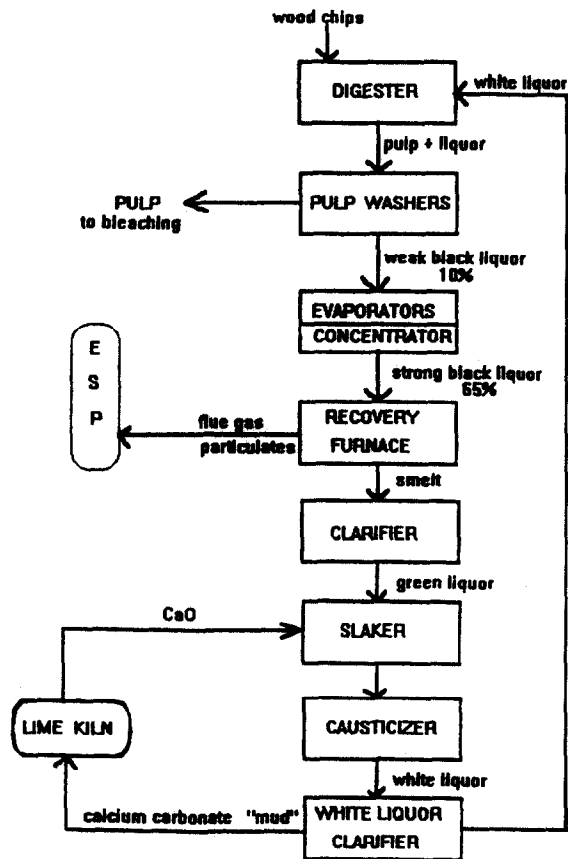 wood chips
DIGESTER
white liquor
pulp + liquor
PULP WASHERS
PULP
to bleaching
weak black liquor
18%
EVAPORATORS
CONCENTRATOR
strong black liquor
65%
E
S
P
flue gas
particulates
RECOVERY
FURNACE
smelt
CLARIFIER
green liquor
CaO
SLAKER
LIME KILN
CAUSTICIZER
white liquor
calcium carbonate "mud"
WHITE LIQUOR
CLARIFIER